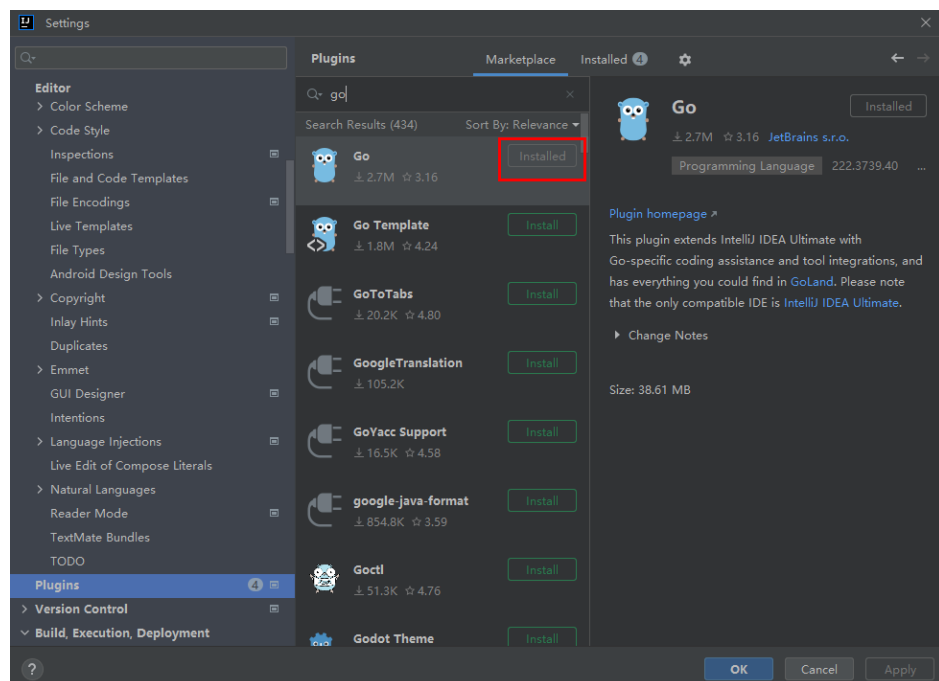 Settings
Editor
Color Scheme
Code Style
Inspections
File and Code Templates
File Encodings
Live Templates
File Types
Android Design Tools
Copyright
Inlay Hints
Duplicates
Emmet
GUI Designer
Intentions
Language Injections
Live Edit of Compose Literals
Natural Languages
Reader Mode
TextMate Bundles
TODO
Plugins 4
Version Control
Build, Execution, Deployment
Plugins Marketplace Installed 4
go
Search Results (434) Sort By: Relevance
Go Installed
2.7M 3.16
Go Template Install
1.8M 4.24
GoToTabs Install
20.2K 4.80
GoogleTranslation Install
105.2K
GoYacc Support Install
16.5K 4.58
google-java-format Install
854.8K 3.59
Goctl Install
51.3K 4.76
Godot Theme Install
Go Installed
2.7M 3.16 JetBrains s.r.o.
Programming Language 222.3739.40 ...
Plugin homepage
This plugin extends IntelliJ IDEA Ultimate with
Go-specific coding assistance and tool integrations, and
has everything you could find in GoLand. Please note
that the only compatible IDE is IntelliJ IDEA Ultimate.
Change Notes
Size: 38.61 MB
? OK Cancel Apply